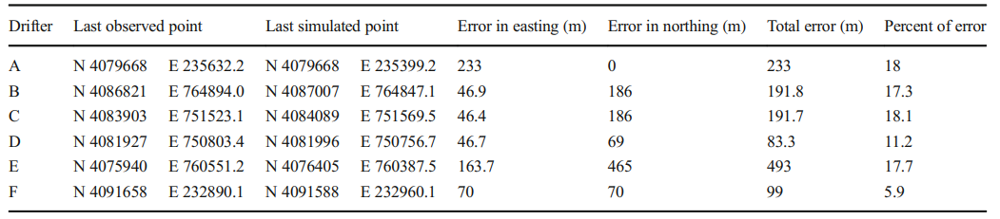 Drifter Last observed point Last simulated point Error in easting (m) Error in northing (m) Total error (m) Percent of error
A N 4079668 E 235632.2 N 4079668 E 235399.2 233 0 233 18
B N 4086821 E 764894.0 N 4087007 E 764847.1 46.9 186 191.8 17.3
C N 4083903 E 751523.1 N 4084089 E 751569.5 46.4 186 191.7 18.1
D N 4081927 E 750803.4 N 4081996 E 750756.7 46.7 69 83.3 11.2
E N 4075940 E 760551.2 N 4076405 E 760387.5 163.7 465 493 17.7
F N 4091658 E 232890.1 N 4091588 E 232960.1 70 70 99 5.9